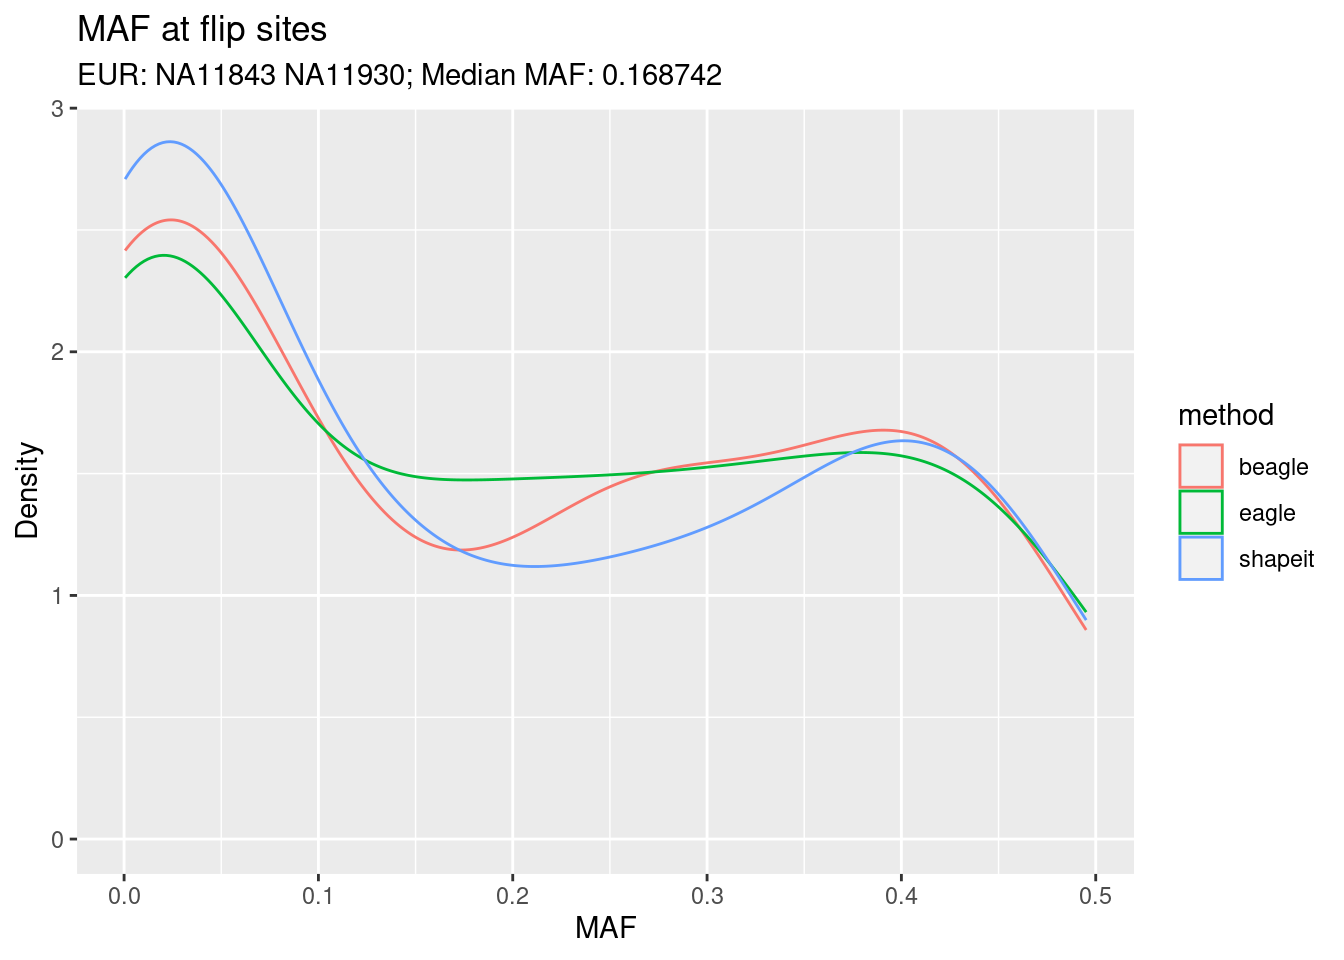 MAF at flip sites
EUR: NA11843 NA11930; Median MAF: 0.168742
3
2
1
0
Density
0.0 0.1 0.2 0.3 0.4 0.5
MAF
method
beagle
eagle
shapeit